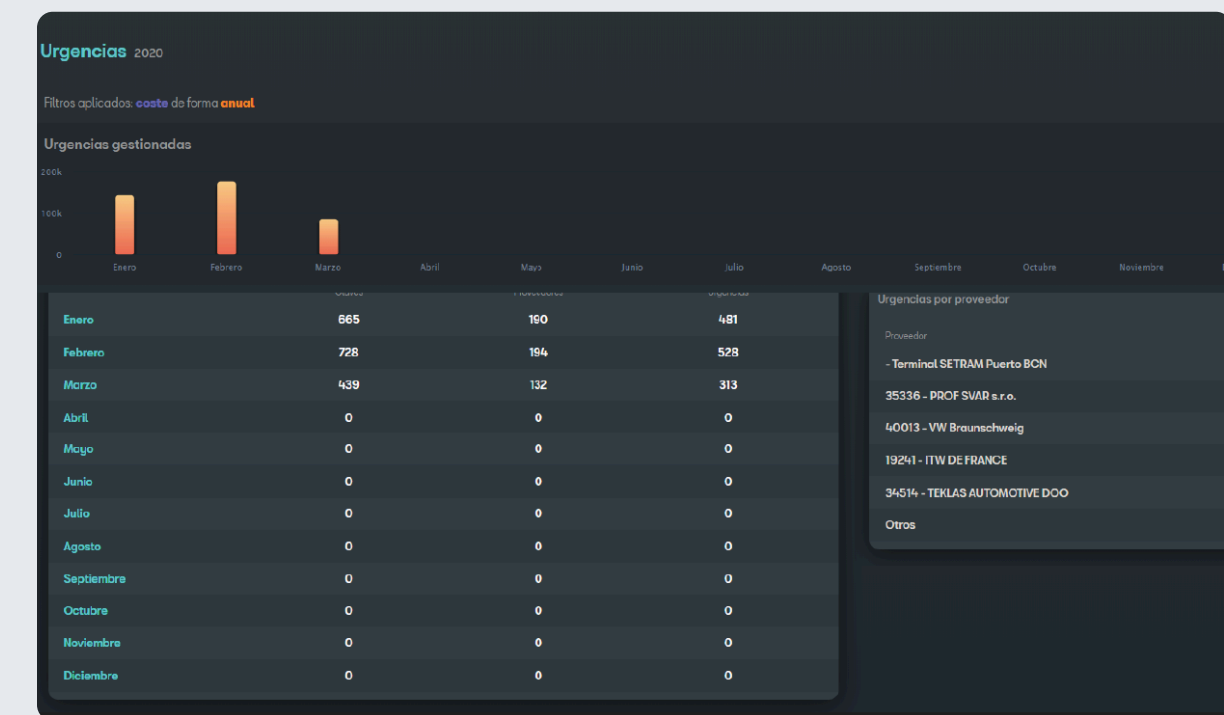 Urgencias 2020
Filtros aplicados: coste de forma anual
Urgencias gestionadas
200k
100k
0
Enero Febrero Marzo Abril Mayo Junio Julio Agosto Septiembre Octubre Noviembre
Claves Proveedores Urgencias
Enero 665 190 481
Febrero 728 194 528
Marzo 439 132 313
Abril 0 0 0
Mayo 0 0 0
Junio 0 0 0
Julio 0 0 0
Agosto 0 0 0
Septiembre 0 0 0
Octubre 0 0 0
Noviembre 0 0 0
Diciembre 0 0 0
Urgencias por proveedor
Proveedor
- Terminal SETRAM Puerto BCN
35336 - PROF SVAR s.r.o.
40013 - VW Braunschweig
19241 - ITW DE FRANCE
34514 - TEKLAS AUTOMOTIVE DOO
Otros